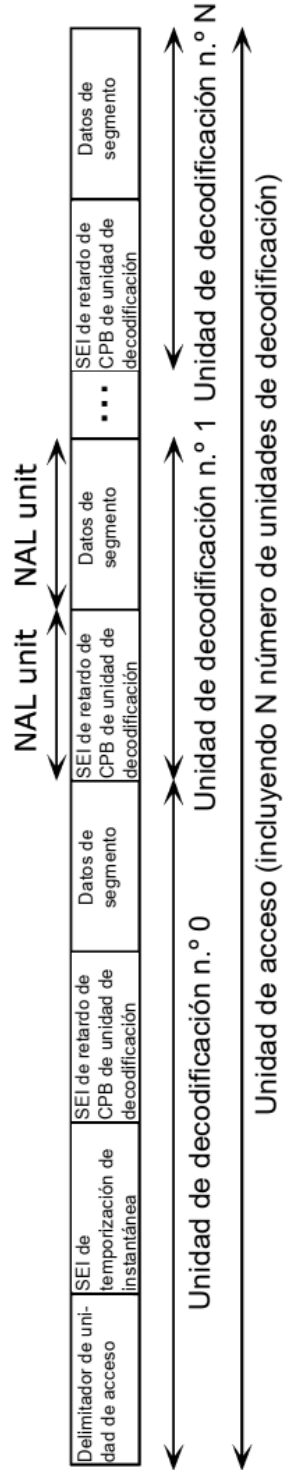 NAL unit
NAL unit
Delimitador de uni-
dad de acceso
SEI de
temporización de
instantánea
SEI de retardo de
CPB de unidad de
decodificación
Datos de
segmento
SEI de retardo de
CPB de unidad de
decodificación
Datos de
segmento
...
SEI de retardo de
CPB de unidad de
decodificación
Datos de
segmento
Unidad de decodificación n.º 0
Unidad de decodificación n.º 1
Unidad de decodificación n.º N
Unidad de acceso (incluyendo N número de unidades de decodificación)